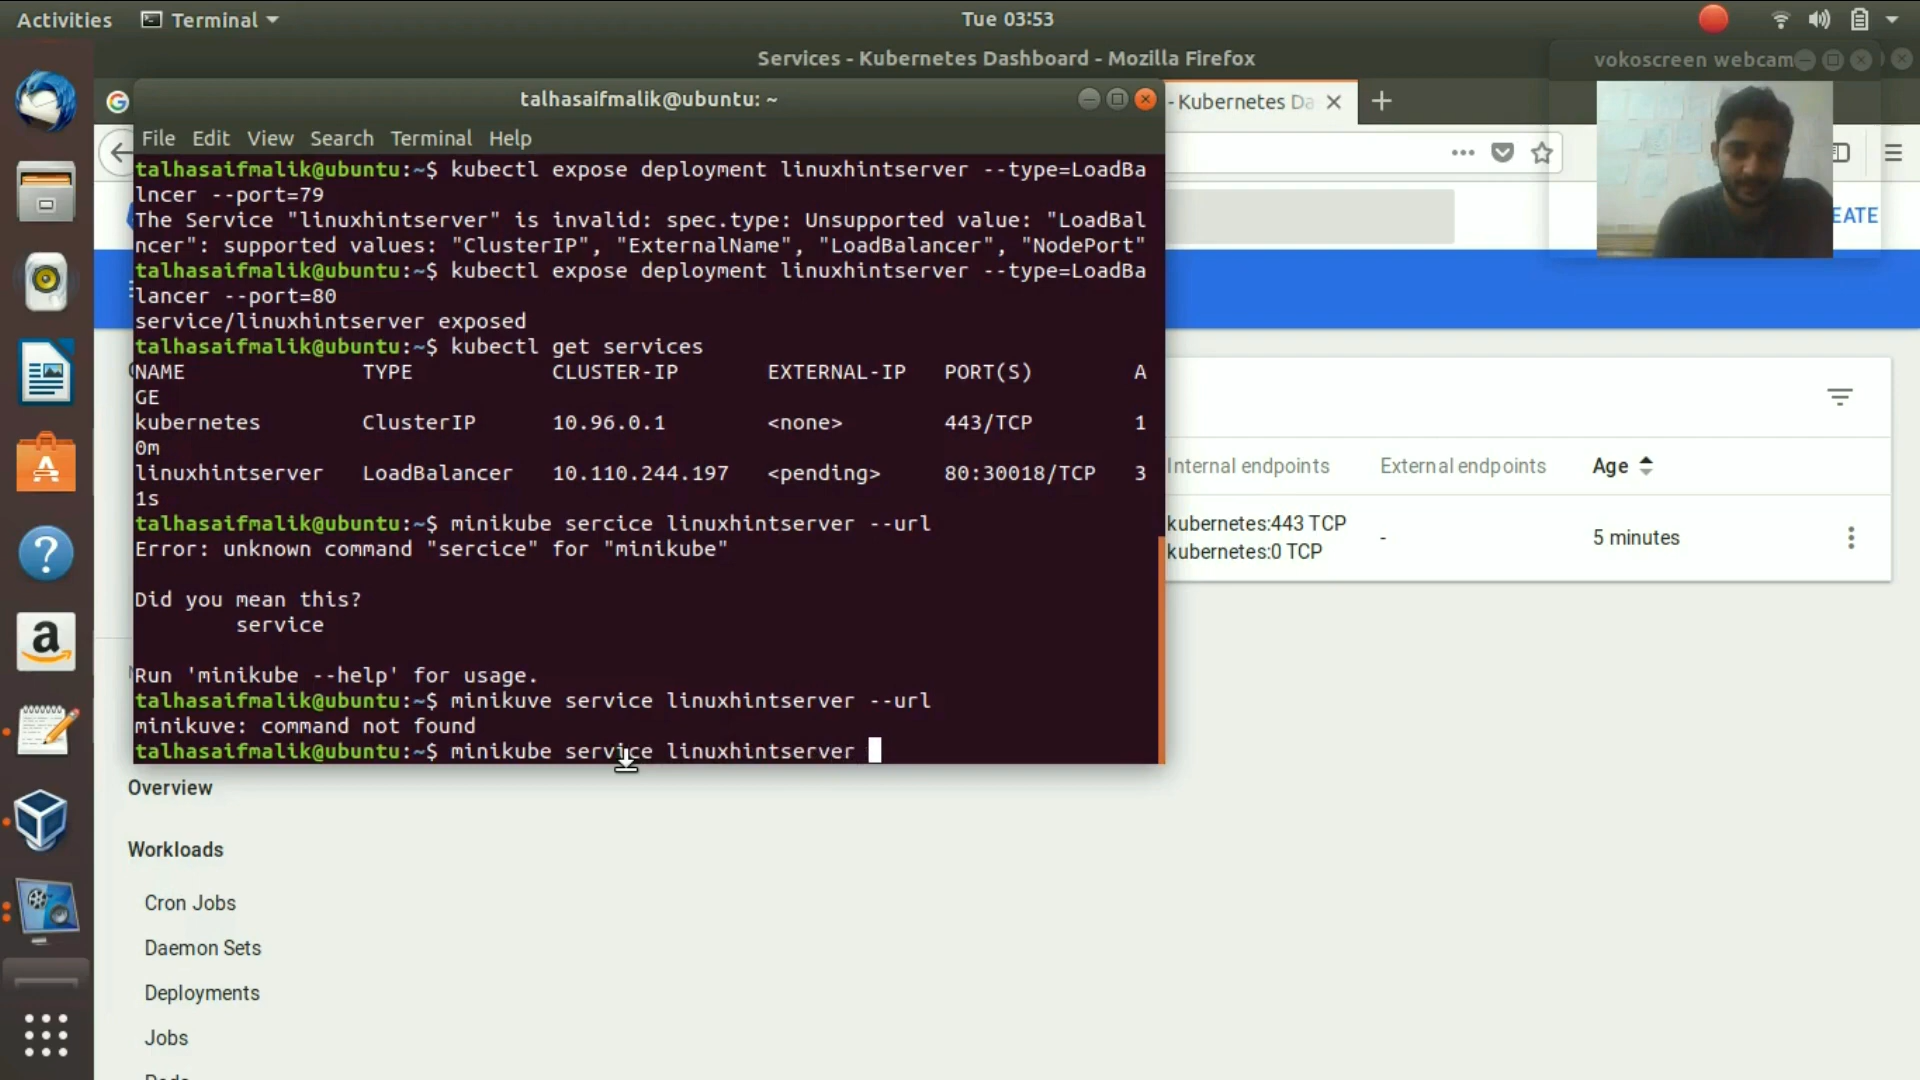 Activities
Terminal
Tue 03:53
Services - Kubernetes Dashboard - Mozilla Firefox
vokoscreen webcam
talhasaifmalik@ubuntu: ~
- Kubernetes Da
File Edit View Search Terminal Help
talhasaifmalik@ubuntu:~$ kubectl expose deployment linuxhintserver --type=LoadBa
lncer --port=79
The Service "linuxhintserver" is invalid: spec.type: Unsupported value: "LoadBal
ncer": supported values: "ClusterIP", "ExternalName", "LoadBalancer", "NodePort"
talhasaifmalik@ubuntu:~$ kubectl expose deployment linuxhintserver --type=LoadBa
lancer --port=80
service/linuxhintserver exposed
talhasaifmalik@ubuntu:~$ kubectl get services
NAME TYPE CLUSTER-IP EXTERNAL-IP PORT(S) A
GE
kubernetes ClusterIP 10.96.0.1 <none> 443/TCP 1
0m
linuxhintserver LoadBalancer 10.110.244.197 <pending> 80:30018/TCP 3
1s
talhasaifmalik@ubuntu:~$ minikube sercice linuxhintserver --url
Error: unknown command "sercice" for "minikube"
Did you mean this?
service
Run 'minikube --help' for usage.
talhasaifmalik@ubuntu:~$ minikuve service linuxhintserver --url
minikuve: command not found
talhasaifmalik@ubuntu:~$ minikube service linuxhintserver
EATE
Internal endpoints External endpoints Age
kubernetes:443 TCP - 5 minutes
kubernetes:0 TCP
Overview
Workloads
Cron Jobs
Daemon Sets
Deployments
Jobs